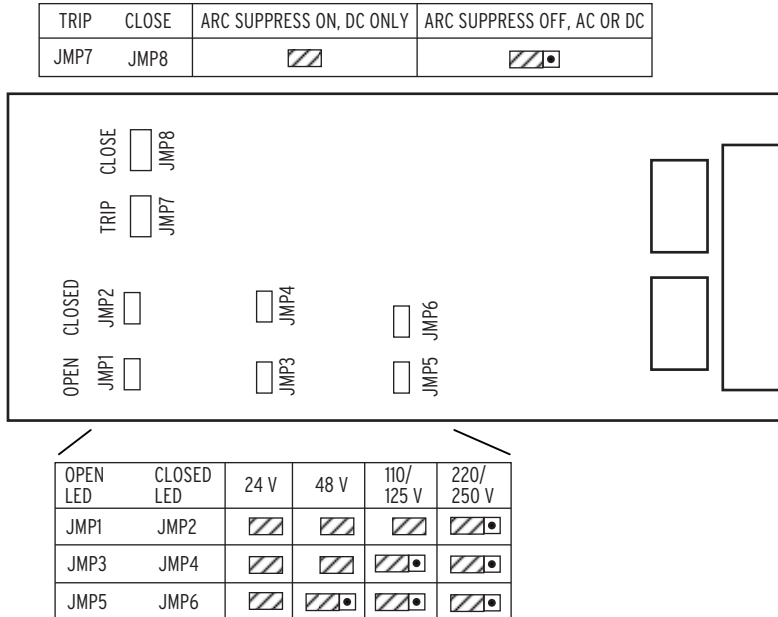 TRIP CLOSE ARC SUPPRESS ON, DC ONLY ARC SUPPRESS OFF, AC OR DC
JMP7 JMP8
CLOSE JMP8
TRIP JMP7
CLOSED JMP2 JMP4 JMP6
OPEN JMP1 JMP3 JMP5
OPEN LED CLOSED LED 24 V 48 V 110/125 V 220/250 V
JMP1 JMP2
JMP3 JMP4
JMP5 JMP6